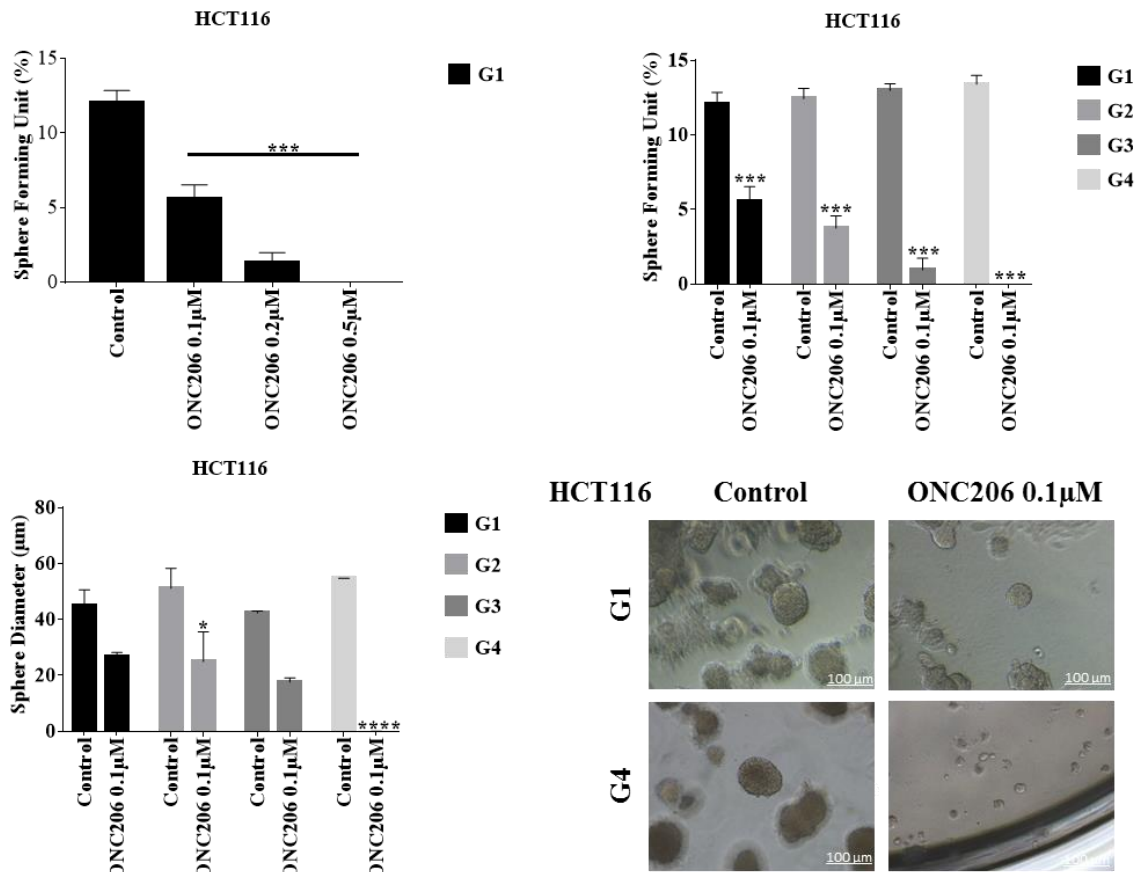 HCT116
Sphere Forming Unit (%)
15
10
5
0
***
G1
Control
ONC206 0.1µM
ONC206 0.2µM
ONC206 0.5µM
HCT116
Sphere Forming Unit (%)
15
10
5
0
***
***
***
***
G1
G2
G3
G4
Control
ONC206 0.1µM
Control
ONC206 0.1µM
Control
ONC206 0.1µM
Control
ONC206 0.1µM
HCT116
Sphere Diameter (µm)
80
60
40
20
0
*
****
G1
G2
G3
G4
Control
ONC206 0.1µM
Control
ONC206 0.1µM
Control
ONC206 0.1µM
Control
ONC206 0.1µM
HCT116 Control ONC206 0.1µM
G1
100 µm
100 µm
G4
100 µm
100 µm